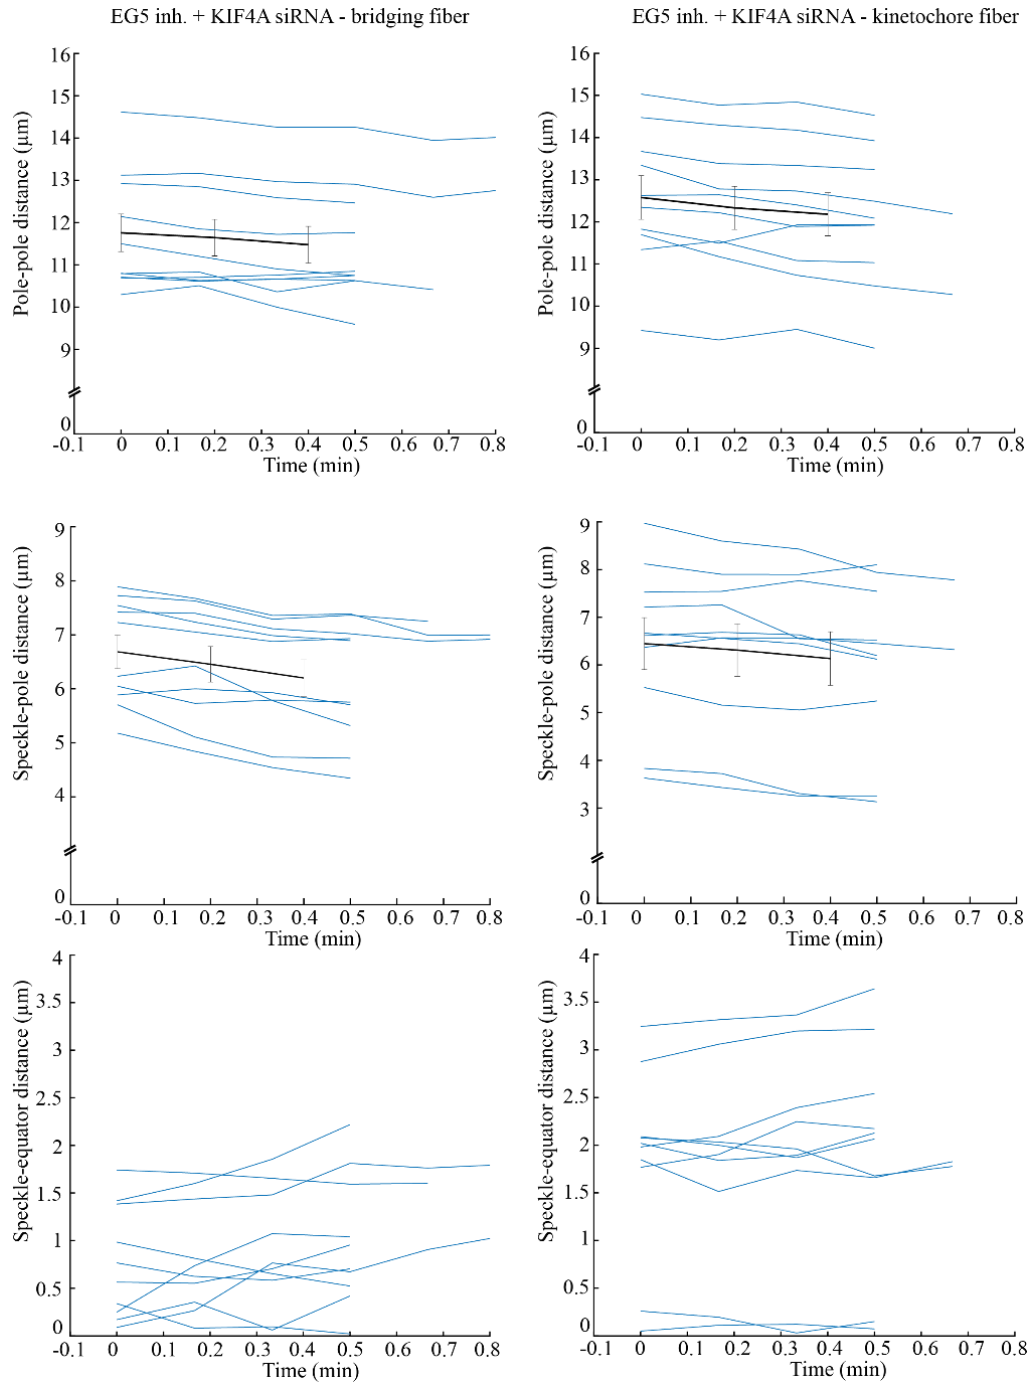 EG5 inh. + KIF4A siRNA - bridging fiber
EG5 inh. + KIF4A siRNA - kinetochore fiber
Pole-pole distance (µm)
16
15
14
13
12
11
10
9
0
-0.1 0 0.1 0.2 0.3 0.4 0.5 0.6 0.7 0.8
Time (min)
Pole-pole distance (µm)
16
15
14
13
12
11
10
9
0
-0.1 0 0.1 0.2 0.3 0.4 0.5 0.6 0.7 0.8
Time (min)
Speckle-pole distance (µm)
9
8
7
6
5
4
0
-0.1 0 0.1 0.2 0.3 0.4 0.5 0.6 0.7 0.8
Time (min)
Speckle-pole distance (µm)
9
8
7
6
5
4
3
0
-0.1 0 0.1 0.2 0.3 0.4 0.5 0.6 0.7 0.8
Time (min)
Speckle-equator distance (µm)
4
3.5
3
2.5
2
1.5
1
0.5
0
-0.1 0 0.1 0.2 0.3 0.4 0.5 0.6 0.7 0.8
Time (min)
Speckle-equator distance (µm)
4
3.5
3
2.5
2
1.5
1
0.5
0
-0.1 0 0.1 0.2 0.3 0.4 0.5 0.6 0.7 0.8
Time (min)